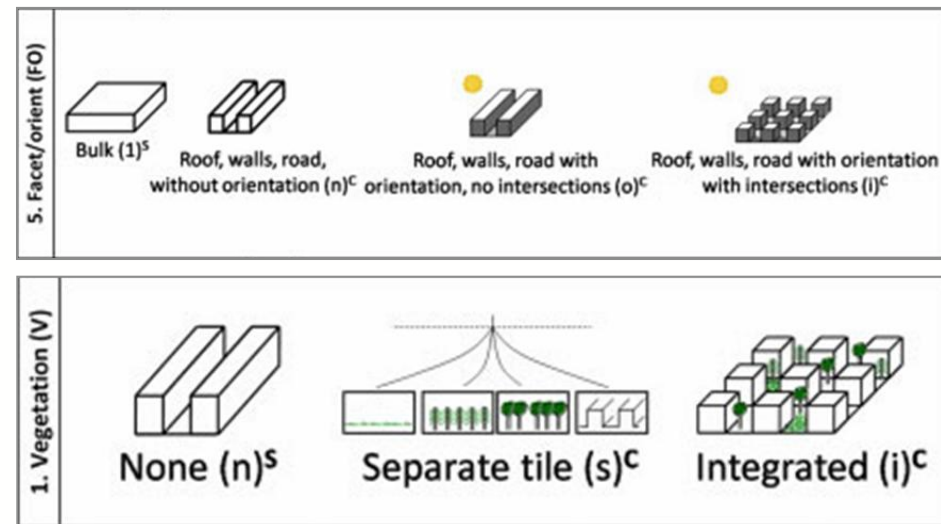 5. Facet/orient (FO)
Bulk (1)ˢ
Roof, walls, road,
without orientation (n)ᶜ
Roof, walls, road with
orientation, no intersections (o)ᶜ
Roof, walls, road with orientation
with intersections (i)ᶜ
1. Vegetation (V)
None (n)ˢ
Separate tile (s)ᶜ
Integrated (i)ᶜ